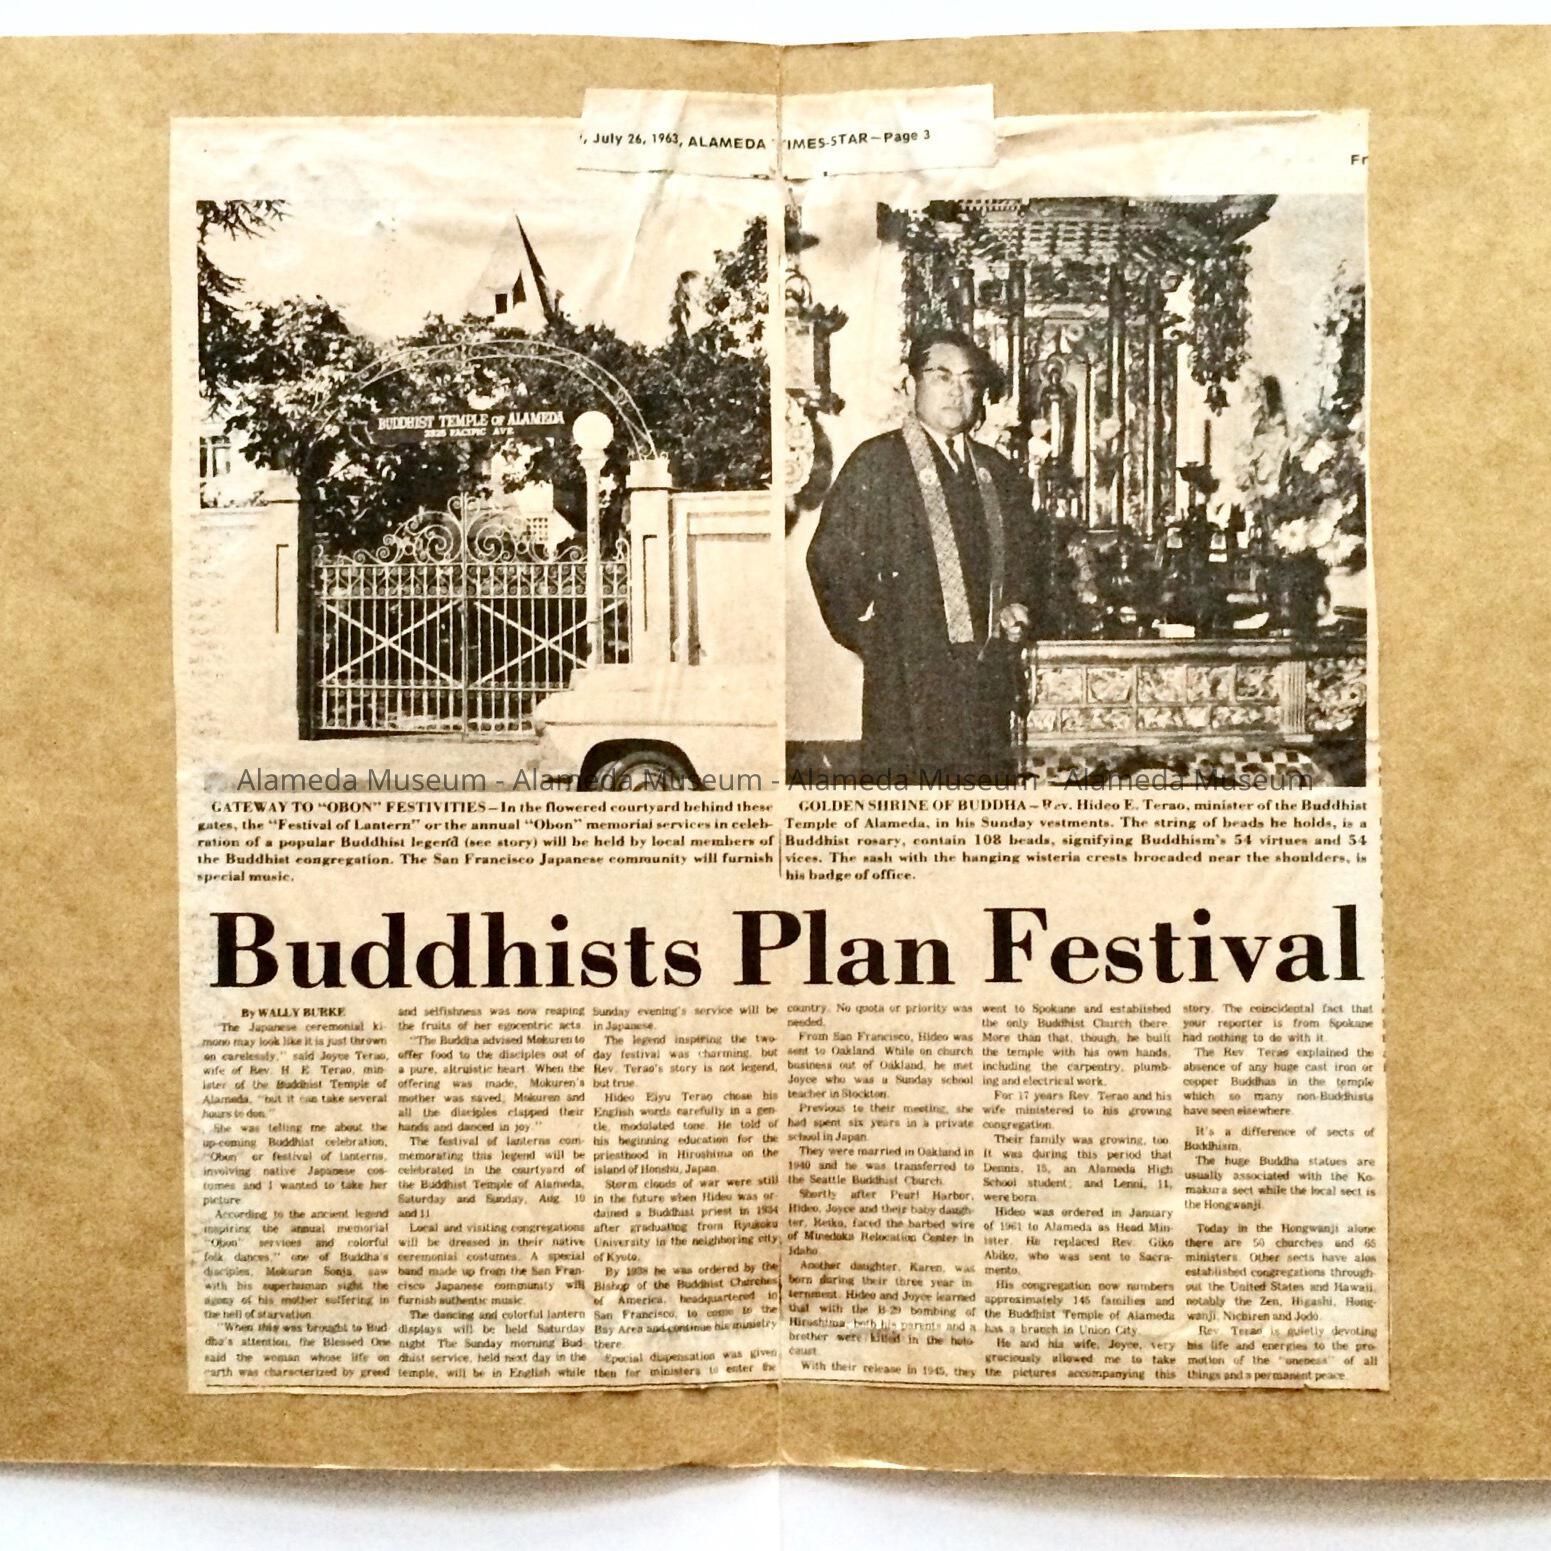 , July 26, 1963, ALAMEDA TIMES-STAR—Page 3
Fr
BUDDHIST TEMPLE OF ALAMEDA
2325 PACIFIC AVE.
Alameda Museum - Alameda Museum - Alameda Museum - Alameda Museum
GATEWAY TO "OBON" FESTIVITIES—In the flowered courtyard behind these
gates, the "Festival of Lantern" or the annual "Obon" memorial services in celeb-
ration of a popular Buddhist legend (see story) will be held by local members of
the Buddhist congregation. The San Francisco Japanese community will furnish
special music.
GOLDEN SHRINE OF BUDDHA—Rev. Hideo E. Terao, minister of the Buddhist
Temple of Alameda, in his Sunday vestments. The string of beads he holds, is a
Buddhist rosary, contain 108 beads, signifying Buddhism's 54 virtues and 54
vices. The sash with the hanging wisteria crests brocaded near the shoulders, is
his badge of office.
Buddhists Plan Festival
By WALLY BURKE
"The Japanese ceremonial ki-
mono may look like it is just thrown
on carelessly," said Joyce Terao,
wife of Rev. H. E. Terao, min-
ister of the Buddhist Temple of
Alameda, "but it can take several
hours to don."
She was telling me about the
up-coming Buddhist celebration,
"Obon" or festival of lanterns,
involving native Japanese cos-
tumes and I wanted to take her
picture.
According to the ancient legend
inspiring the annual memorial
"Obon" services and colorful
folk dances," one of Buddha's
disciples, Mokuran Sonja, saw
with his superhuman sight the
agony of his mother suffering in
the hell of starvation.
"When this was brought to Bud-
dha's attention, the Blessed One
said the woman whose life on
earth was characterized by greed
and selfishness was now reaping
the fruits of her egocentric acts.
"The Buddha advised Mokuren to
offer food to the disciples out of
a pure, altruistic heart. When the
offering was made, Mokuren's
mother was saved; Mokuren and
all the disciples clapped their
hands and danced in joy."
The festival of lanterns com-
memorating this legend will be
celebrated in the courtyard of
the Buddhist Temple of Alameda,
Saturday and Sunday, Aug. 10
and 11.
Local and visiting congregations
will be dressed in their native
ceremonial costumes. A special
band made up from the San Fran-
cisco Japanese community will
furnish authentic music.
The dancing and colorful lantern
displays will be held Saturday
night. The Sunday morning Bud-
dhist service, held next day in the
temple, will be in English while
Sunday evening's service will be
in Japanese.
The legend inspiring the two-
day festival was charming, but
Rev. Terao's story is not legend,
but true.
Hideo Eiyu Terao chose his
English words carefully in a gen-
tle, modulated tone. He told of
his beginning education for the
priesthood in Hiroshima on the
island of Honshu, Japan.
Storm clouds of war were still
in the future when Hideo was or-
dained a Buddhist priest in 1934
after graduating from Ryukoku
University in the neighboring city
of Kyoto.
By 1938 he was ordered by the
Bishop of the Buddhist Churches
of America, headquartered in
San Francisco, to come to the
Bay Area and continue his ministry
there.
Special dispensation was given
then for ministers to enter the
country. No quota or priority was
needed.
From San Francisco, Hideo was
sent to Oakland. While on church
business out of Oakland, he met
Joyce who was a Sunday school
teacher in Stockton.
Previous to their meeting, she
had spent six years in a private
school in Japan.
They were married in Oakland in
1940 and he was transferred to
the Seattle Buddhist Church.
Shortly after Pearl Harbor,
Hideo, Joyce and their baby daugh-
ter, Reiko, faced the barbed wire
of Minedoka Relocation Center in
Idaho.
Another daughter, Karen, was
born during their three year in-
ternment. Hideo and Joyce learned
that with the B-29 bombing of
Hiroshima, both his parents and a
brother were killed in the holo-
caust.
With their release in 1945, they
went to Spokane and established
the only Buddhist Church there.
More than that, though, he built
the temple with his own hands,
including the carpentry, plumb-
ing and electrical work.
For 17 years Rev. Terao and his
wife ministered to his growing
congregation.
Their family was growing, too.
It was during this period that
Dennis, 15, an Alameda High
School student; and Lenni, 11,
were born.
Hideo was ordered in January
of 1961 to Alameda as Head Min-
ister. He replaced Rev. Giko
Abiko, who was sent to Sacra-
mento.
His congregation now numbers
approximately 145 families and
the Buddhist Temple of Alameda
has a branch in Union City.
He and his wife, Joyce, very
graciously allowed me to take
the pictures accompanying this
story. The coincidental fact that
your reporter is from Spokane
had nothing to do with it.
The Rev. Terao explained the
absence of any huge cast iron or
copper Buddhas in the temple
which so many non-Buddhists
have seen elsewhere.
It's a difference of sects of
Buddhism.
The huge Buddha statues are
usually associated with the Ko-
makura sect while the local sect is
the Hongwanji.
Today in the Hongwanji alone
there are 50 churches and 65
ministers. Other sects have alos
established congregations through-
out the United States and Hawaii,
notably the Zen, Higashi, Hong-
wanji, Nichiren and Jodo.
Rev. Terao is quietly devoting
his life and energies to the pro-
motion of the "oneness" of all
things and a permanent peace.